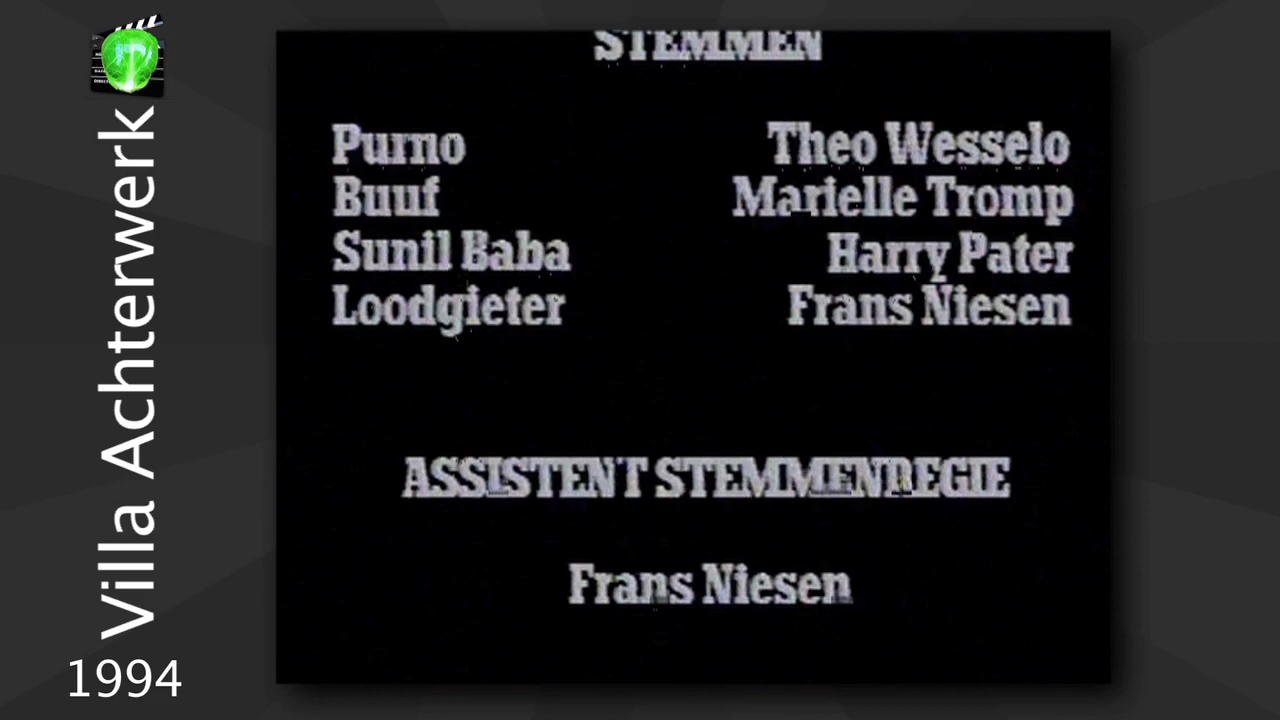 STEMMEN
Purno Theo Wesselo
Buuf Marielle Tromp
Sunil Baba Harry Pater
Loodgieter Frans Niesen
ASSISTENT STEMMENREGIE
Frans Niesen
Villa Achterwerk
1994